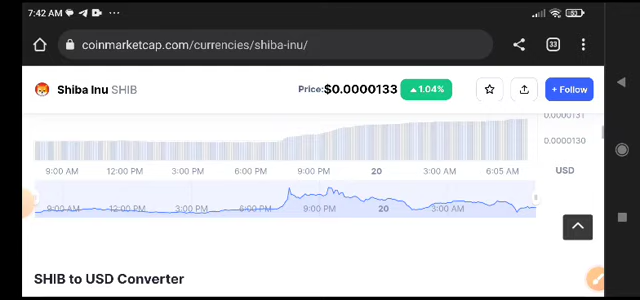 7:42 AM
53
coinmarketcap.com/currencies/shiba-inu/
33
Shiba Inu SHIB Price:$0.0000133 1.04% + Follow
0.0000131
0.0000130
9:00 AM 12:00 PM 3:00 PM 6:00 PM 9:00 PM 20 3:00 AM 6:05 AM USD
9:00 AM 12:00 PM 3:00 PM 6:00 PM 9:00 PM 20 3:00 AM
SHIB to USD Converter